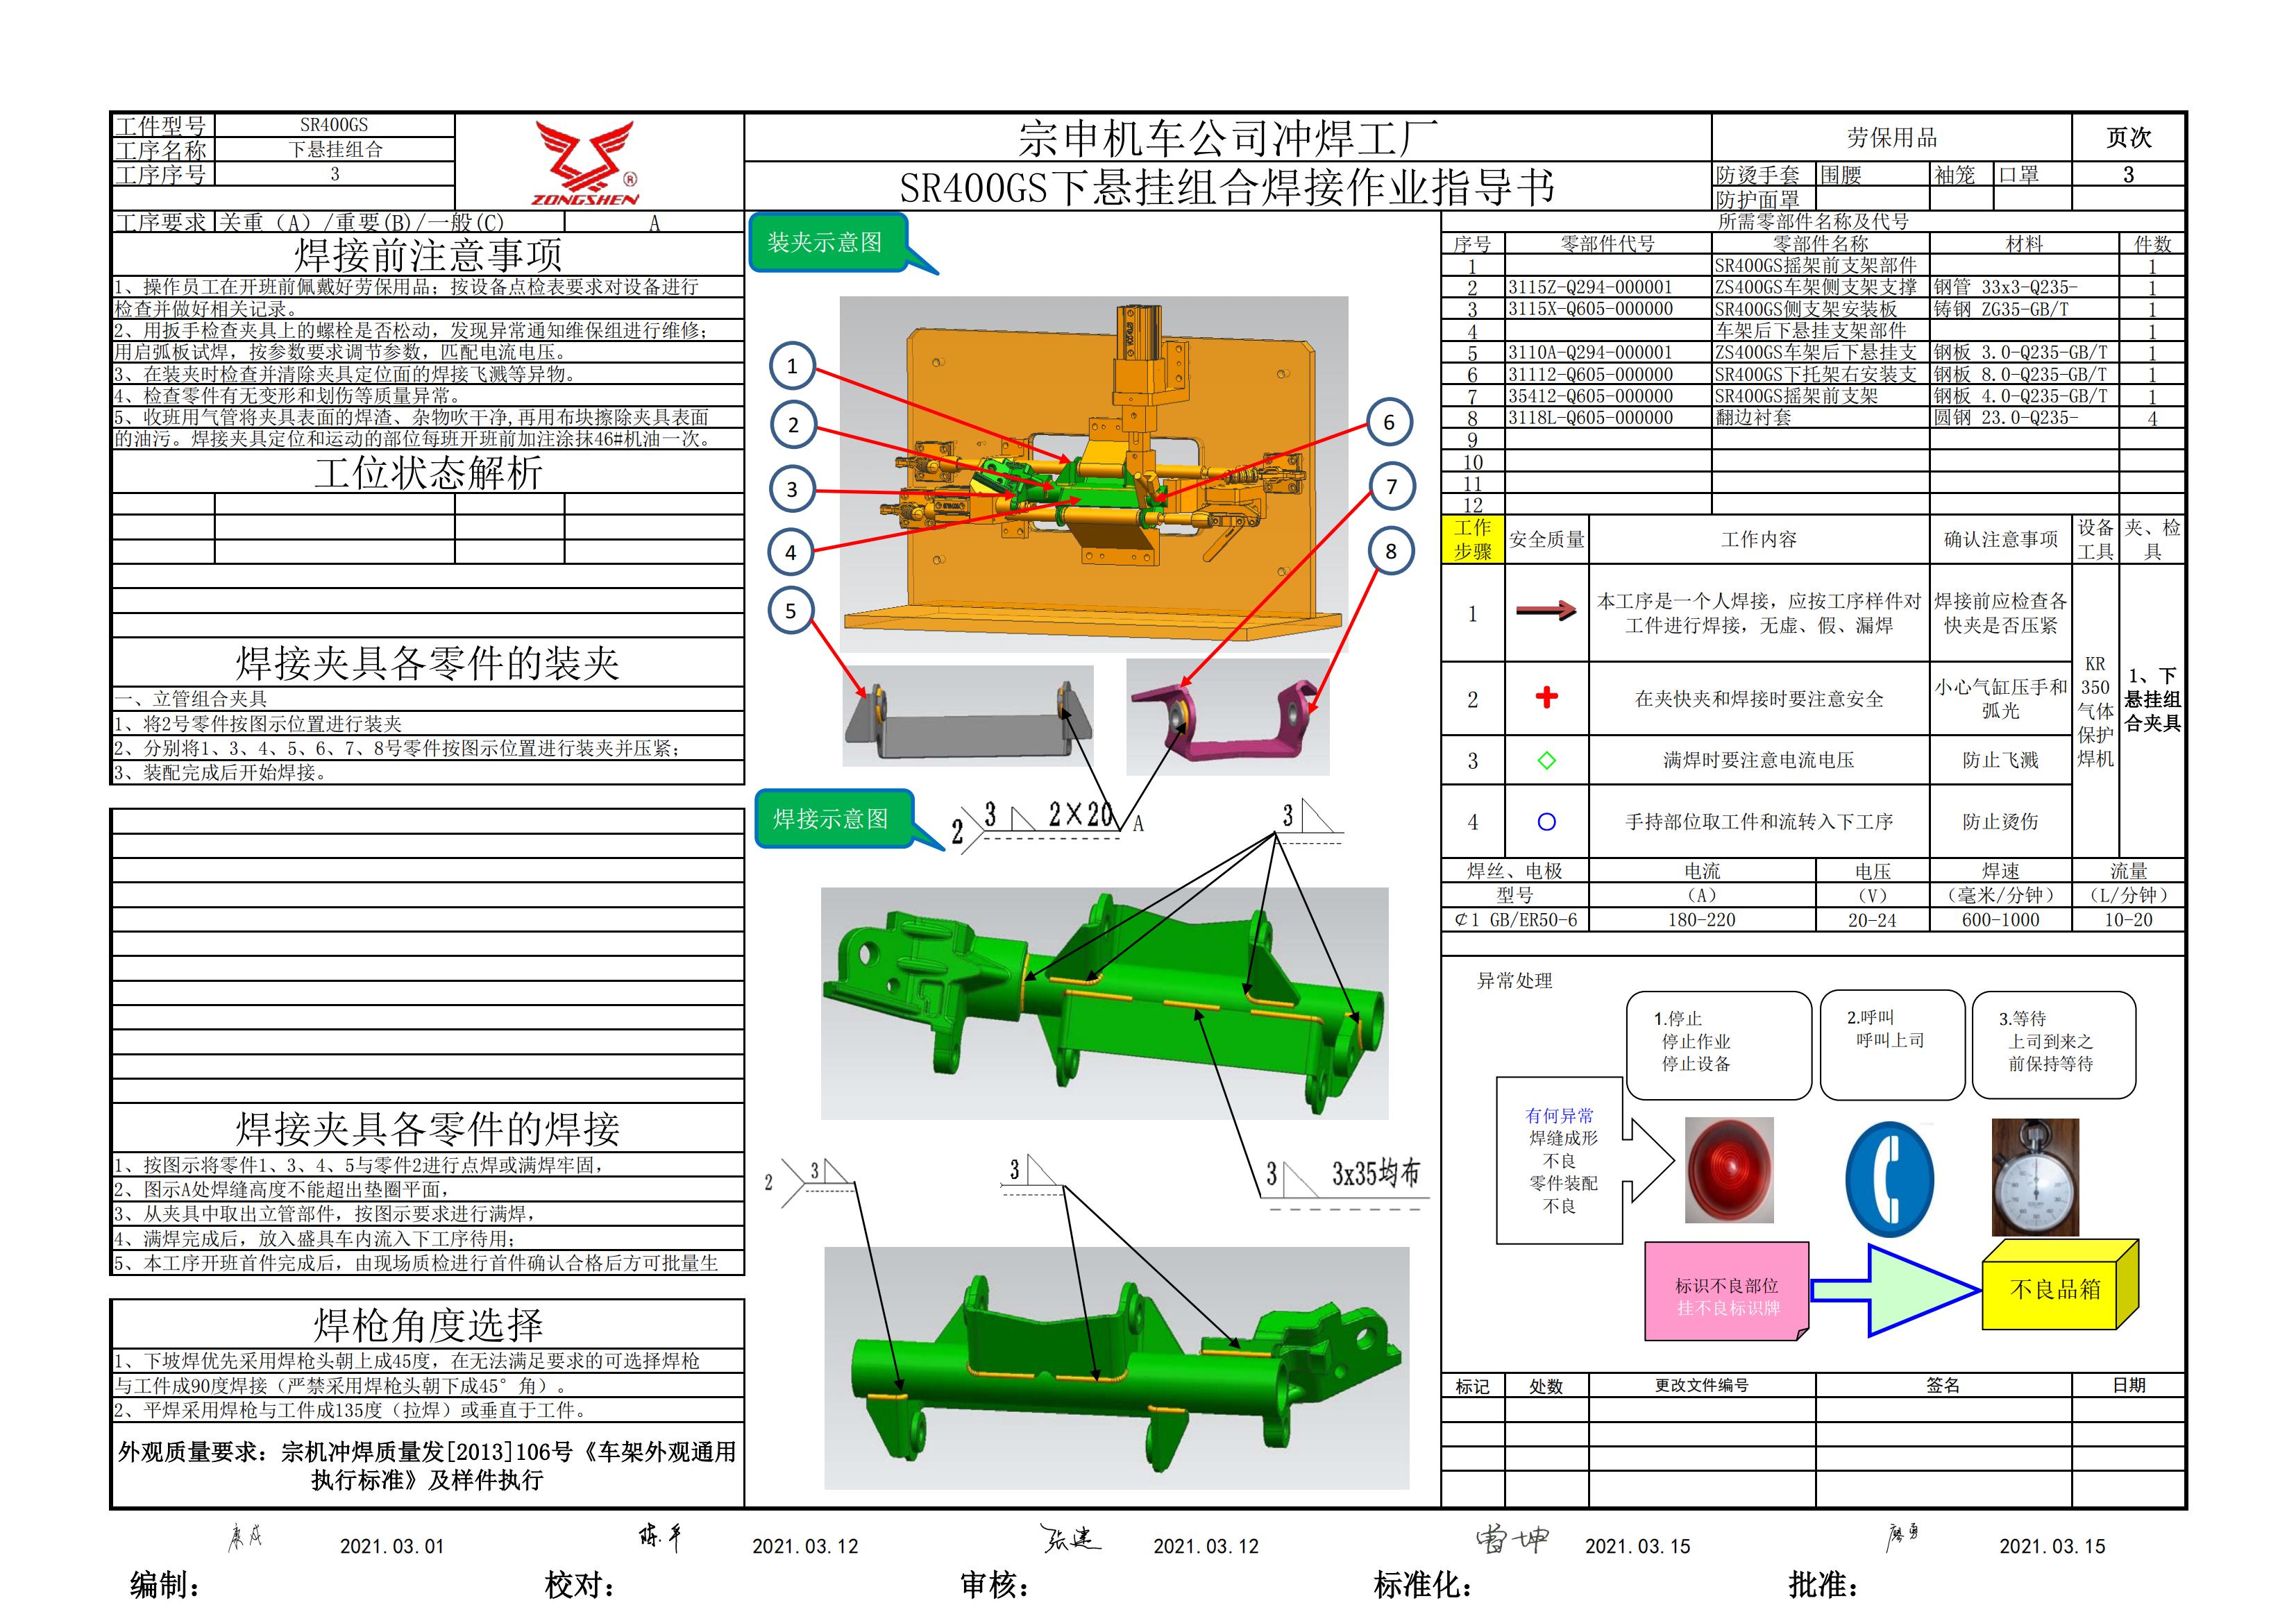 工件型号 SR400GS
工序名称 下悬挂组合
工序序号 3
ZONGSHEN ®
宗申机车公司冲焊工厂
SR400GS下悬挂组合焊接作业指导书
劳保用品 页次
防烫手套 围腰 袖笼 口罩 3
防护面罩
工序要求 关重（A）/重要(B)/一般(C) A
焊接前注意事项
1、操作员工在开班前佩戴好劳保用品；按设备点检表要求对设备进行
检查并做好相关记录。
2、用扳手检查夹具上的螺栓是否松动，发现异常通知维保组进行维修；
用启弧板试焊，按参数要求调节参数，匹配电流电压。
3、在装夹时检查并清除夹具定位面的焊接飞溅等异物。
4、检查零件有无变形和划伤等质量异常。
5、收班用气管将夹具表面的焊渣、杂物吹干净,再用布块擦除夹具表面
的油污。焊接夹具定位和运动的部位每班开班前加注涂抹46#机油一次。
工位状态解析
焊接夹具各零件的装夹
一、立管组合夹具
1、将2号零件按图示位置进行装夹
2、分别将1、3、4、5、6、7、8号零件按图示位置进行装夹并压紧；
3、装配完成后开始焊接。
焊接夹具各零件的焊接
1、按图示将零件1、3、4、5与零件2进行点焊或满焊牢固，
2、图示A处焊缝高度不能超出垫圈平面，
3、从夹具中取出立管部件，按图示要求进行满焊，
4、满焊完成后，放入盛具车内流入下工序待用；
5、本工序开班首件完成后，由现场质检进行首件确认合格后方可批量生
焊枪角度选择
1、下坡焊优先采用焊枪头朝上成45度，在无法满足要求的可选择焊枪
与工件成90度焊接（严禁采用焊枪头朝下成45°角）。
2、平焊采用焊枪与工件成135度（拉焊）或垂直于工件。
外观质量要求：宗机冲焊质量发[2013]106号《车架外观通用
执行标准》及样件执行
装夹示意图
1
2
3
4
5
6
7
8
焊接示意图
2 3 2×20 A
3
2 3
3
3 3x35均布
所需零部件名称及代号
序号 零部件代号 零部件名称 材料 件数
1 SR400GS摇架前支架部件 1
2 3115Z-Q294-000001 ZS400GS车架侧支架支撑 钢管 33x3-Q235- 1
3 3115X-Q605-000000 SR400GS侧支架安装板 铸钢 ZG35-GB/T 1
4 车架后下悬挂支架部件 1
5 3110A-Q294-000001 ZS400GS车架后下悬挂支 钢板 3.0-Q235-GB/T 1
6 31112-Q605-000000 SR400GS下托架右安装支 钢板 8.0-Q235-GB/T 1
7 35412-Q605-000000 SR400GS摇架前支架 钢板 4.0-Q235-GB/T 1
8 3118L-Q605-000000 翻边衬套 圆钢 23.0-Q235- 4
9
10
11
12
工作步骤 安全质量 工作内容 确认注意事项 设备工具 夹、检具
1 本工序是一个人焊接，应按工序样件对
工件进行焊接，无虚、假、漏焊 焊接前应检查各
快夹是否压紧
2 在夹快夹和焊接时要注意安全 小心气缸压手和
弧光
3 满焊时要注意电流电压 防止飞溅
4 手持部位取工件和流转入下工序 防止烫伤
KR
350
气体
保护
焊机
1、下
悬挂组
合夹具
焊丝、电极 电流 电压 焊速 流量
型号 （A） （V） （毫米/分钟） （L/分钟）
¢1 GB/ER50-6 180-220 20-24 600-1000 10-20
异常处理
1.停止
停止作业
停止设备
2.呼叫
呼叫上司
3.等待
上司到来之
前保持等待
有何异常
焊缝成形
不良
零件装配
不良
标识不良部位
挂不良标识牌
不良品箱
标记 处数 更改文件编号 签名 日期
康成 2021.03.01 陈平 2021.03.12 张建 2021.03.12 雷坤 2021.03.15 廖勇 2021.03.15
编制： 校对： 审核： 标准化： 批准：